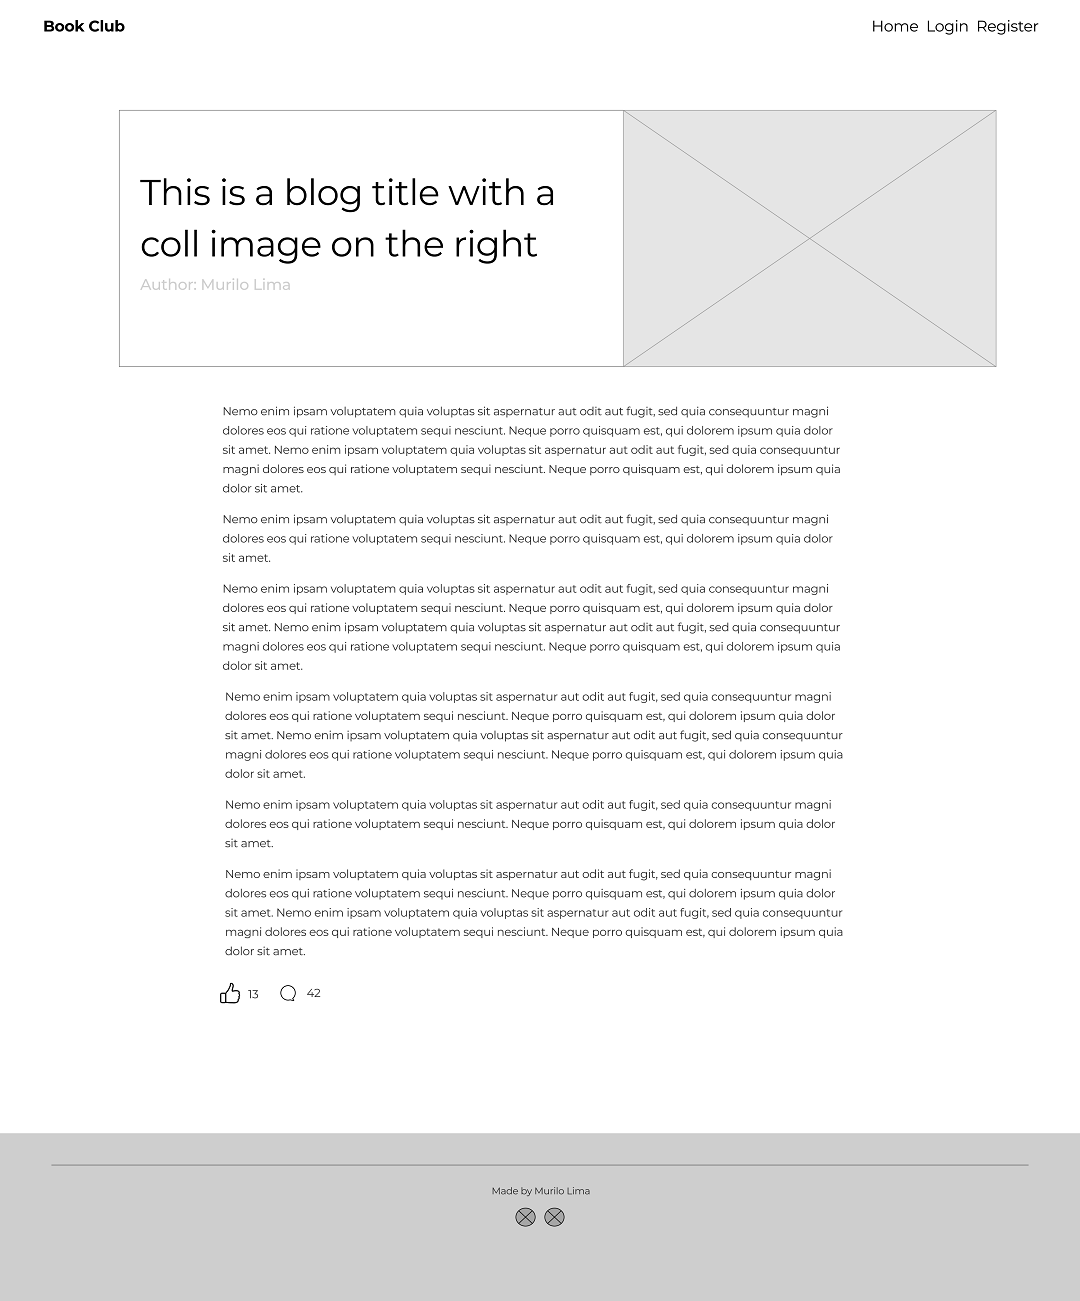 Book Club
Home Login Register
This is a blog title with a
coll image on the right
Author: Murilo Lima
Nemo enim ipsam voluptatem quia voluptas sit aspernatur aut odit aut fugit, sed quia consequuntur magni
dolores eos qui ratione voluptatem sequi nesciunt. Neque porro quisquam est, qui dolorem ipsum quia dolor
sit amet. Nemo enim ipsam voluptatem quia voluptas sit aspernatur aut odit aut fugit, sed quia consequuntur
magni dolores eos qui ratione voluptatem sequi nesciunt. Neque porro quisquam est, qui dolorem ipsum quia
dolor sit amet.
Nemo enim ipsam voluptatem quia voluptas sit aspernatur aut odit aut fugit, sed quia consequuntur magni
dolores eos qui ratione voluptatem sequi nesciunt. Neque porro quisquam est, qui dolorem ipsum quia dolor
sit amet.
Nemo enim ipsam voluptatem quia voluptas sit aspernatur aut odit aut fugit, sed quia consequuntur magni
dolores eos qui ratione voluptatem sequi nesciunt. Neque porro quisquam est, qui dolorem ipsum quia dolor
sit amet. Nemo enim ipsam voluptatem quia voluptas sit aspernatur aut odit aut fugit, sed quia consequuntur
magni dolores eos qui ratione voluptatem sequi nesciunt. Neque porro quisquam est, qui dolorem ipsum quia
dolor sit amet.
Nemo enim ipsam voluptatem quia voluptas sit aspernatur aut odit aut fugit, sed quia consequuntur magni
dolores eos qui ratione voluptatem sequi nesciunt. Neque porro quisquam est, qui dolorem ipsum quia dolor
sit amet. Nemo enim ipsam voluptatem quia voluptas sit aspernatur aut odit aut fugit, sed quia consequuntur
magni dolores eos qui ratione voluptatem sequi nesciunt. Neque porro quisquam est, qui dolorem ipsum quia
dolor sit amet.
Nemo enim ipsam voluptatem quia voluptas sit aspernatur aut odit aut fugit, sed quia consequuntur magni
dolores eos qui ratione voluptatem sequi nesciunt. Neque porro quisquam est, qui dolorem ipsum quia dolor
sit amet.
Nemo enim ipsam voluptatem quia voluptas sit aspernatur aut odit aut fugit, sed quia consequuntur magni
dolores eos qui ratione voluptatem sequi nesciunt. Neque porro quisquam est, qui dolorem ipsum quia dolor
sit amet. Nemo enim ipsam voluptatem quia voluptas sit aspernatur aut odit aut fugit, sed quia consequuntur
magni dolores eos qui ratione voluptatem sequi nesciunt. Neque porro quisquam est, qui dolorem ipsum quia
dolor sit amet.
13 42
Made by Murilo Lima